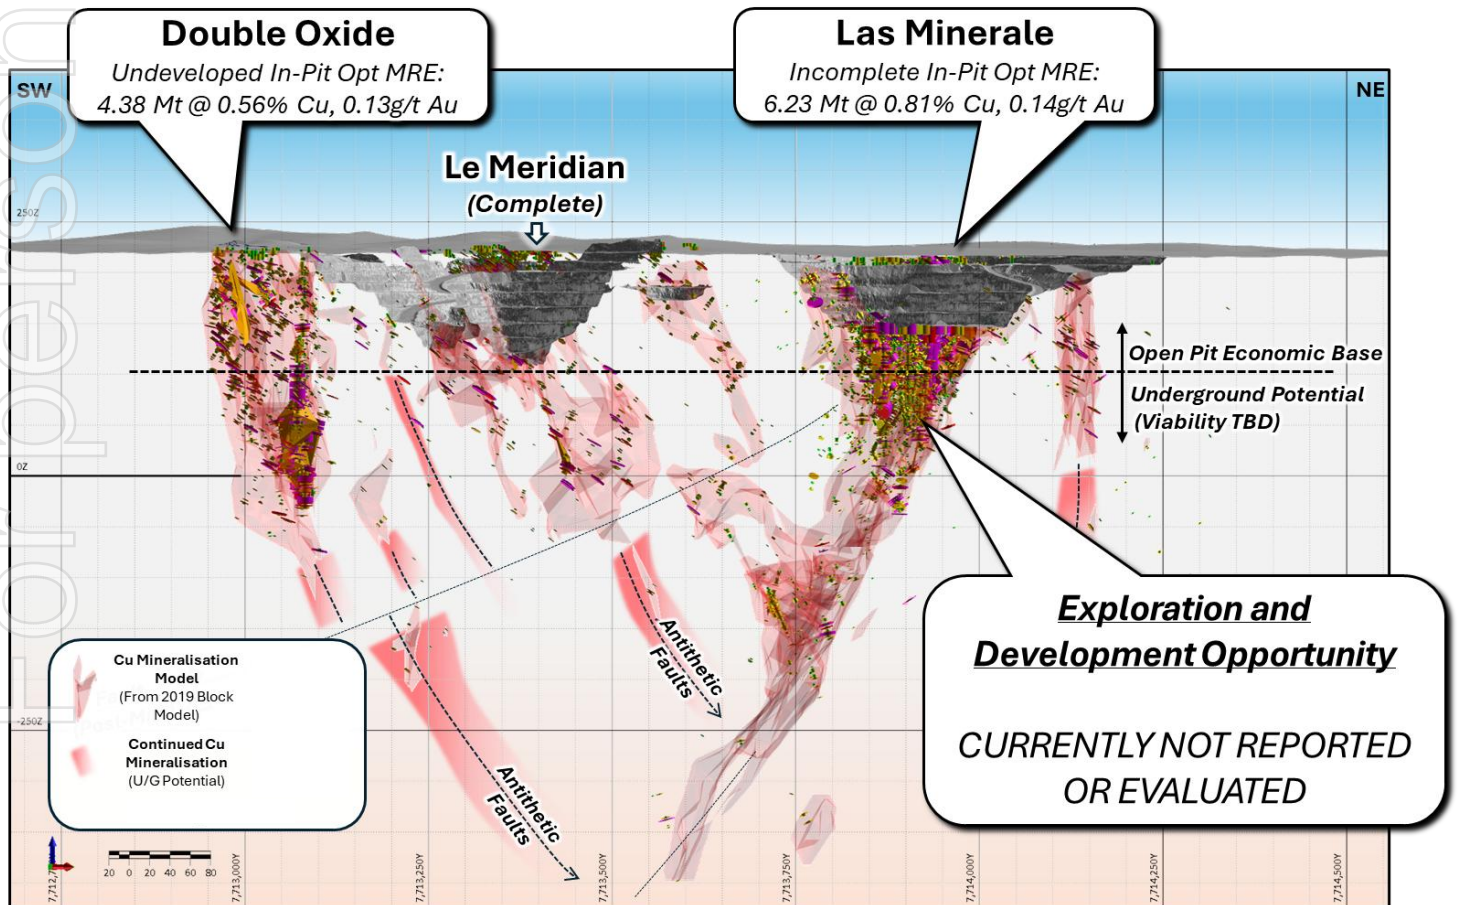 For person
Double Oxide
Undeveloped In-Pit Opt MRE:
4.38 Mt @ 0.56% Cu, 0.13g/t Au
Las Minerale
Incomplete In-Pit Opt MRE:
6.23 Mt @ 0.81% Cu, 0.14g/t Au
SW
NE
Le Meridian
(Complete)
250Z
Open Pit Economic Base
Underground Potential
(Viability TBD)
0Z
Exploration and
Development Opportunity
CURRENTLY NOT REPORTED
OR EVALUATED
Antithetic
Faults
Cu Mineralisation
Model
(From 2019 Block
Model)
-250Z
Continued Cu
Mineralisation
(U/G Potential)
Antithetic
Faults
20 0 20 40 60 80
7,713,000Y
7,713,250Y
7,713,500Y
7,713,750Y
7,714,000Y
7,714,250Y
7,714,500Y